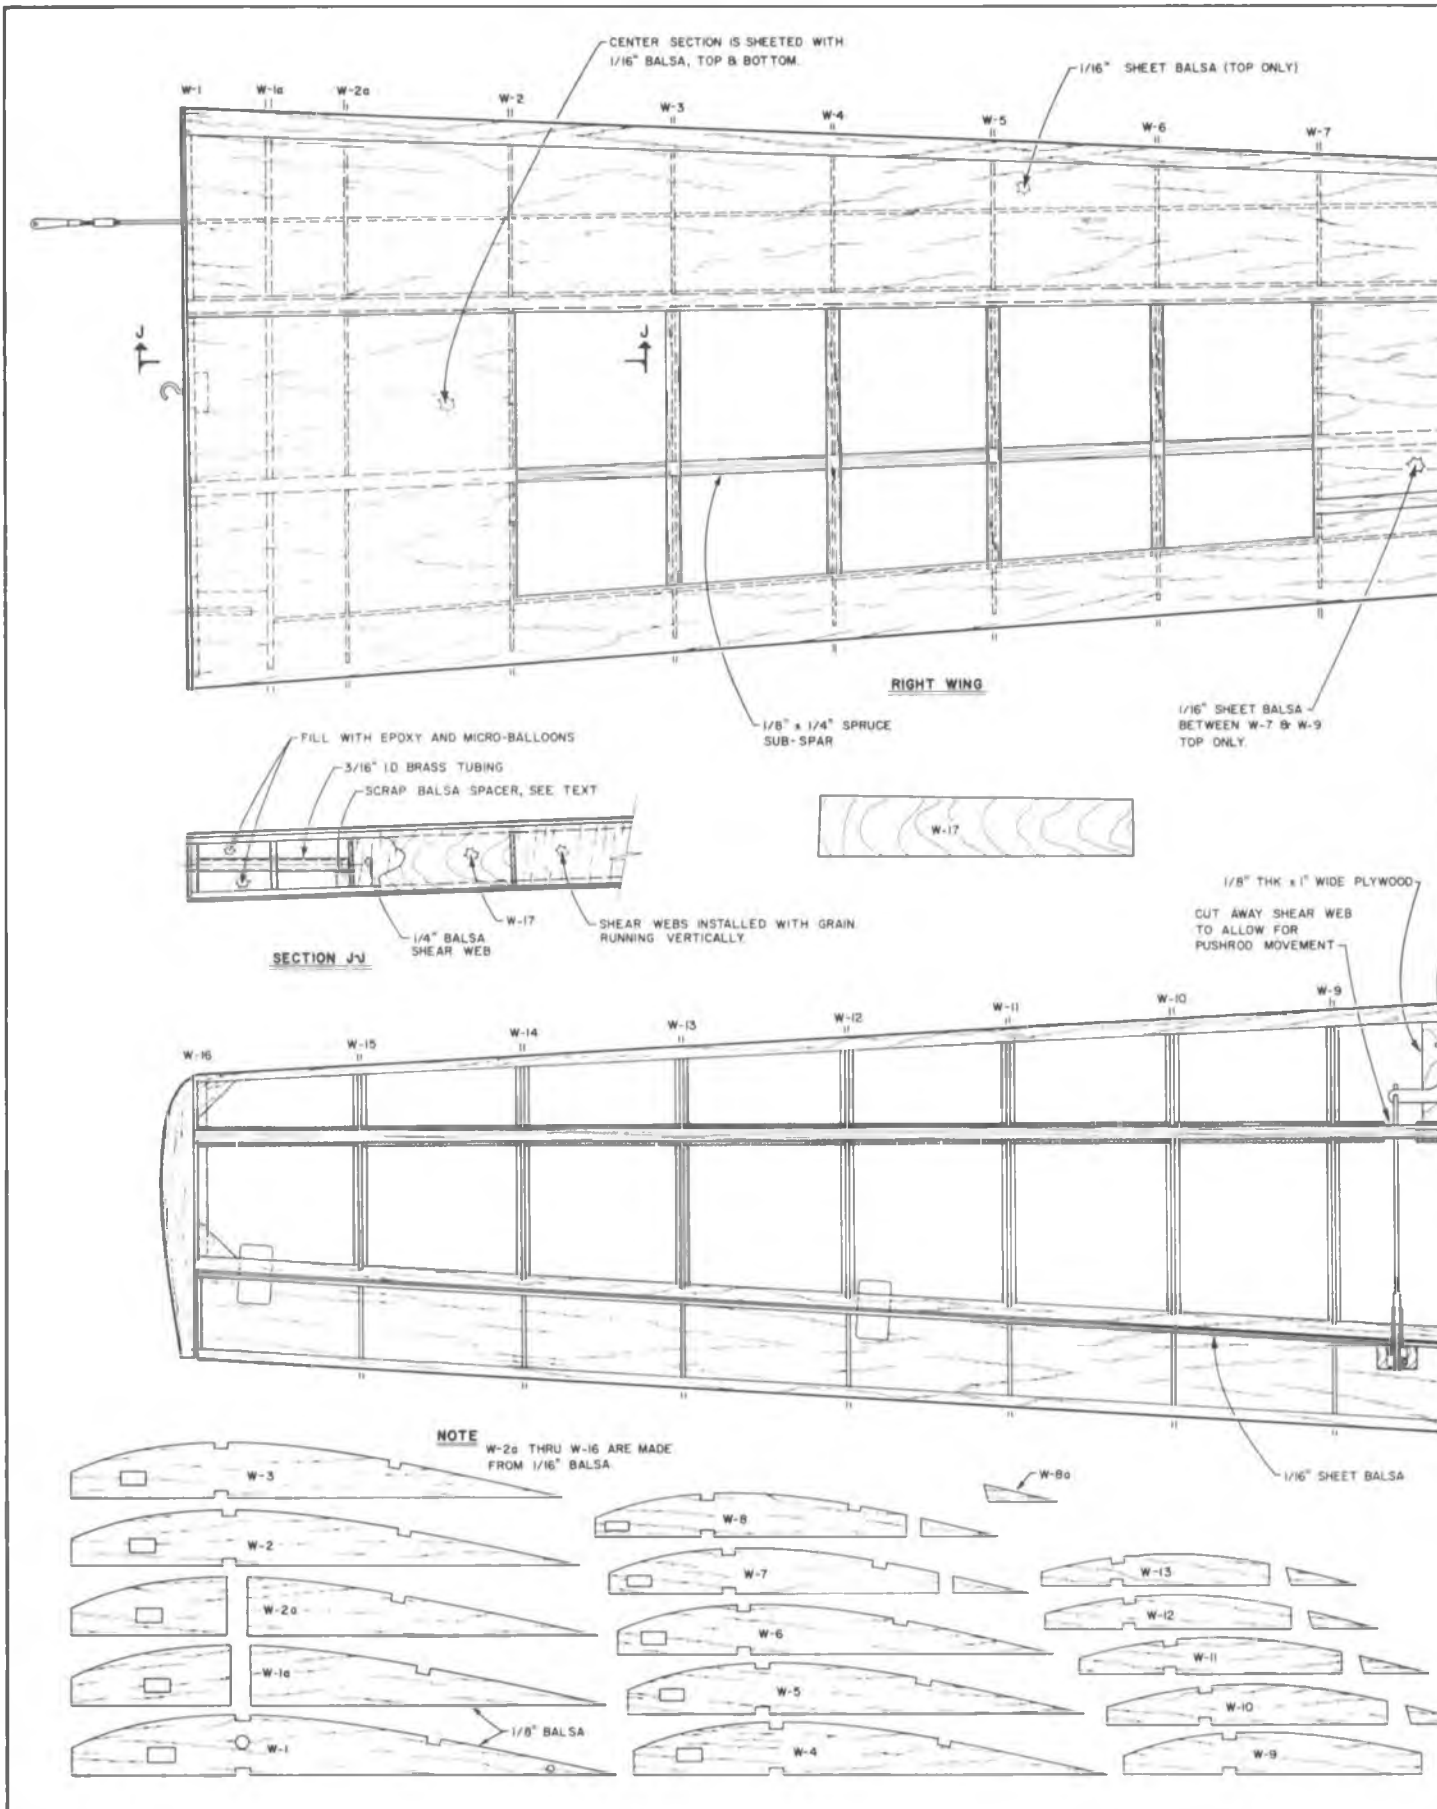 CENTER SECTION IS SHEETED WITH
1/16" BALSA, TOP & BOTTOM.
1/16" SHEET BALSA (TOP ONLY)
W-1
W-1a
W-2a
W-2
W-3
W-4
W-5
W-6
W-7
J
J
RIGHT WING
1/8" x 1/4" SPRUCE
SUB-SPAR
1/16" SHEET BALSA
BETWEEN W-7 & W-9
TOP ONLY.
FILL WITH EPOXY AND MICRO-BALLOONS
3/16" I.D BRASS TUBING
SCRAP BALSA SPACER, SEE TEXT
W-17
W-17
1/4" BALSA
SHEAR WEB
SHEAR WEBS INSTALLED WITH GRAIN
RUNNING VERTICALLY.
SECTION J-J
1/8" THK x 1" WIDE PLYWOOD
CUT AWAY SHEAR WEB
TO ALLOW FOR
PUSHROD MOVEMENT
W-16
W-15
W-14
W-13
W-12
W-11
W-10
W-9
1/16" SHEET BALSA
NOTE
W-2a THRU W-16 ARE MADE
FROM 1/16" BALSA.
W-3
W-2
W-2a
W-1a
1/8" BALSA
W-1
W-8a
W-8
W-7
W-6
W-5
W-4
W-13
W-12
W-11
W-10
W-9